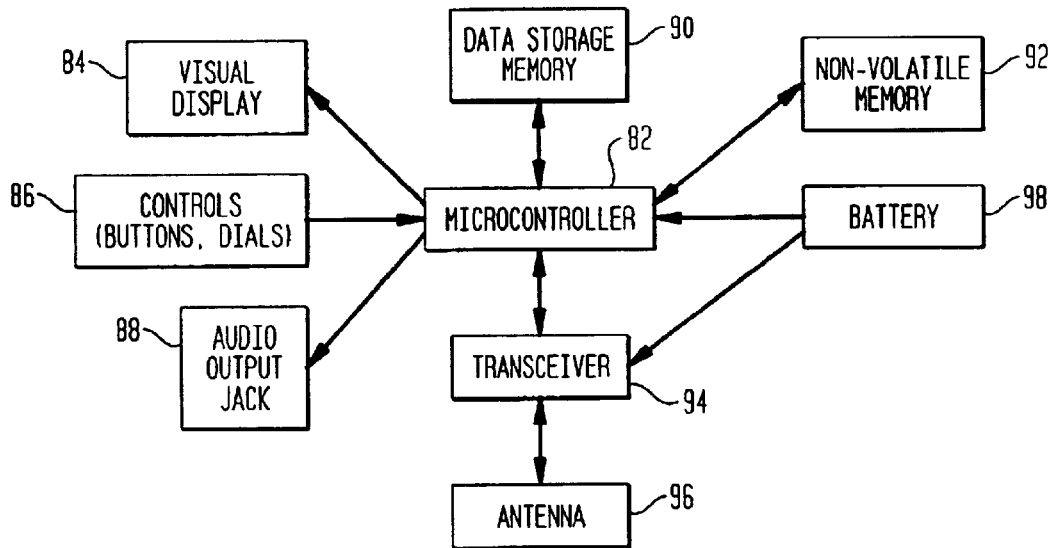 90
DATA STORAGE
MEMORY
84
VISUAL
DISPLAY
92
NON-VOLATILE
MEMORY
82
86
CONTROLS
(BUTTONS, DIALS)
MICROCONTROLLER
BATTERY
98
88
AUDIO
OUTPUT
JACK
TRANSCEIVER
94
ANTENNA
96